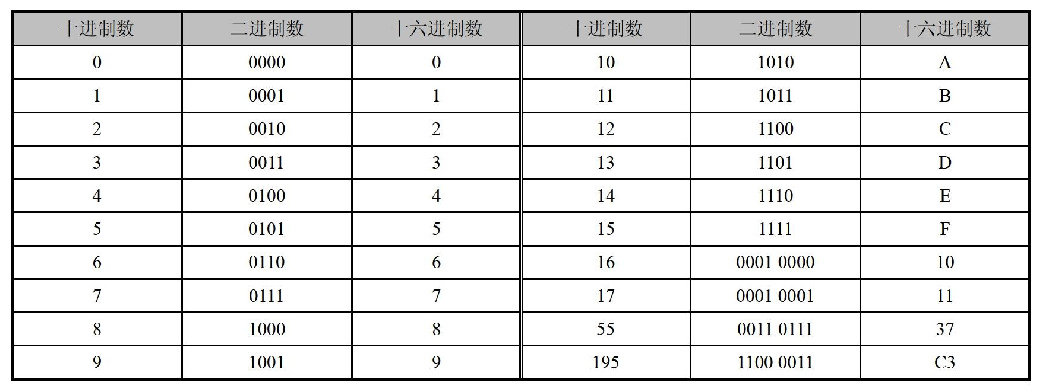 十进制数 二进制数 十六进制数 十进制数 二进制数 十六进制数
0 0000 0 10 1010 A
1 0001 1 11 1011 B
2 0010 2 12 1100 C
3 0011 3 13 1101 D
4 0100 4 14 1110 E
5 0101 5 15 1111 F
6 0110 6 16 0001 0000 10
7 0111 7 17 0001 0001 11
8 1000 8 55 0011 0111 37
9 1001 9 195 1100 0011 C3